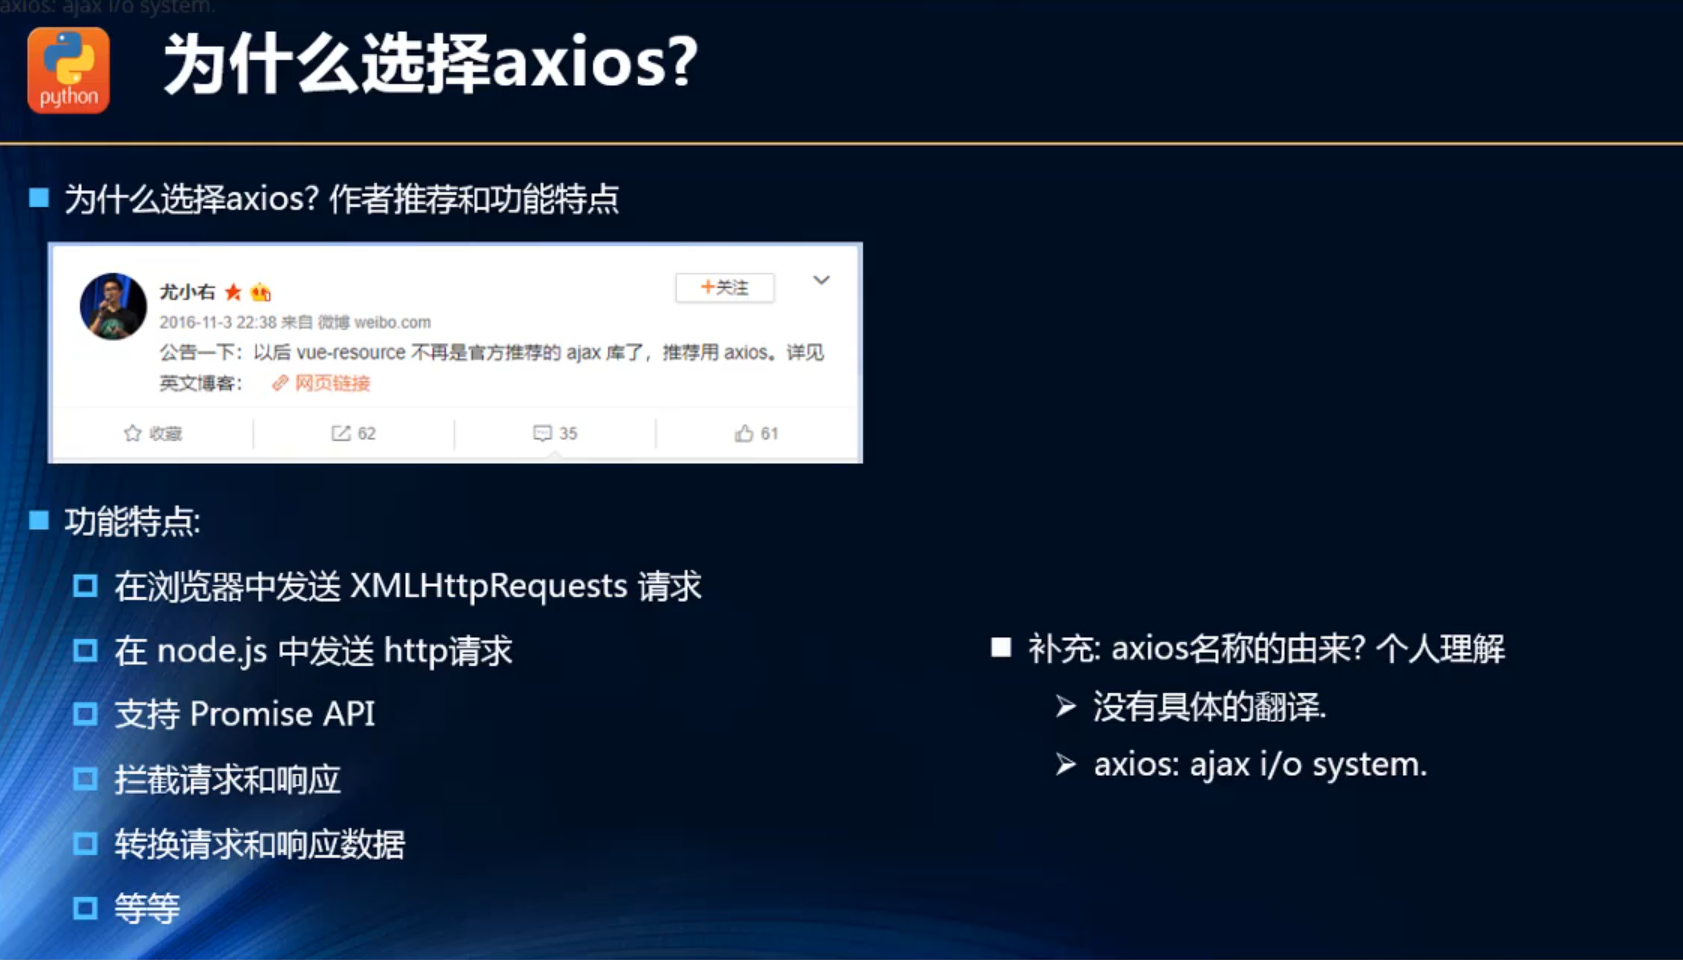 axios: ajax i/o system.
python
为什么选择axios?
为什么选择axios? 作者推荐和功能特点
尤小右
+关注
2016-11-3 22:38 来自 微博 weibo.com
公告一下：以后 vue-resource 不再是官方推荐的 ajax 库了，推荐用 axios。详见
英文博客： 网页链接
收藏
62
35
61
功能特点:
在浏览器中发送 XMLHttpRequests 请求
在 node.js 中发送 http请求
支持 Promise API
拦截请求和响应
转换请求和响应数据
等等
补充: axios名称的由来? 个人理解
没有具体的翻译.
axios: ajax i/o system.